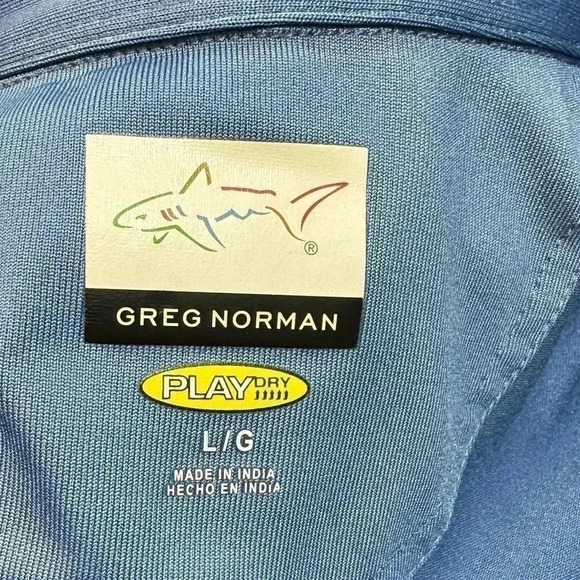 ®
GREG NORMAN
PLAYDRY
L/G
MADE IN INDIA
HECHO EN INDIA